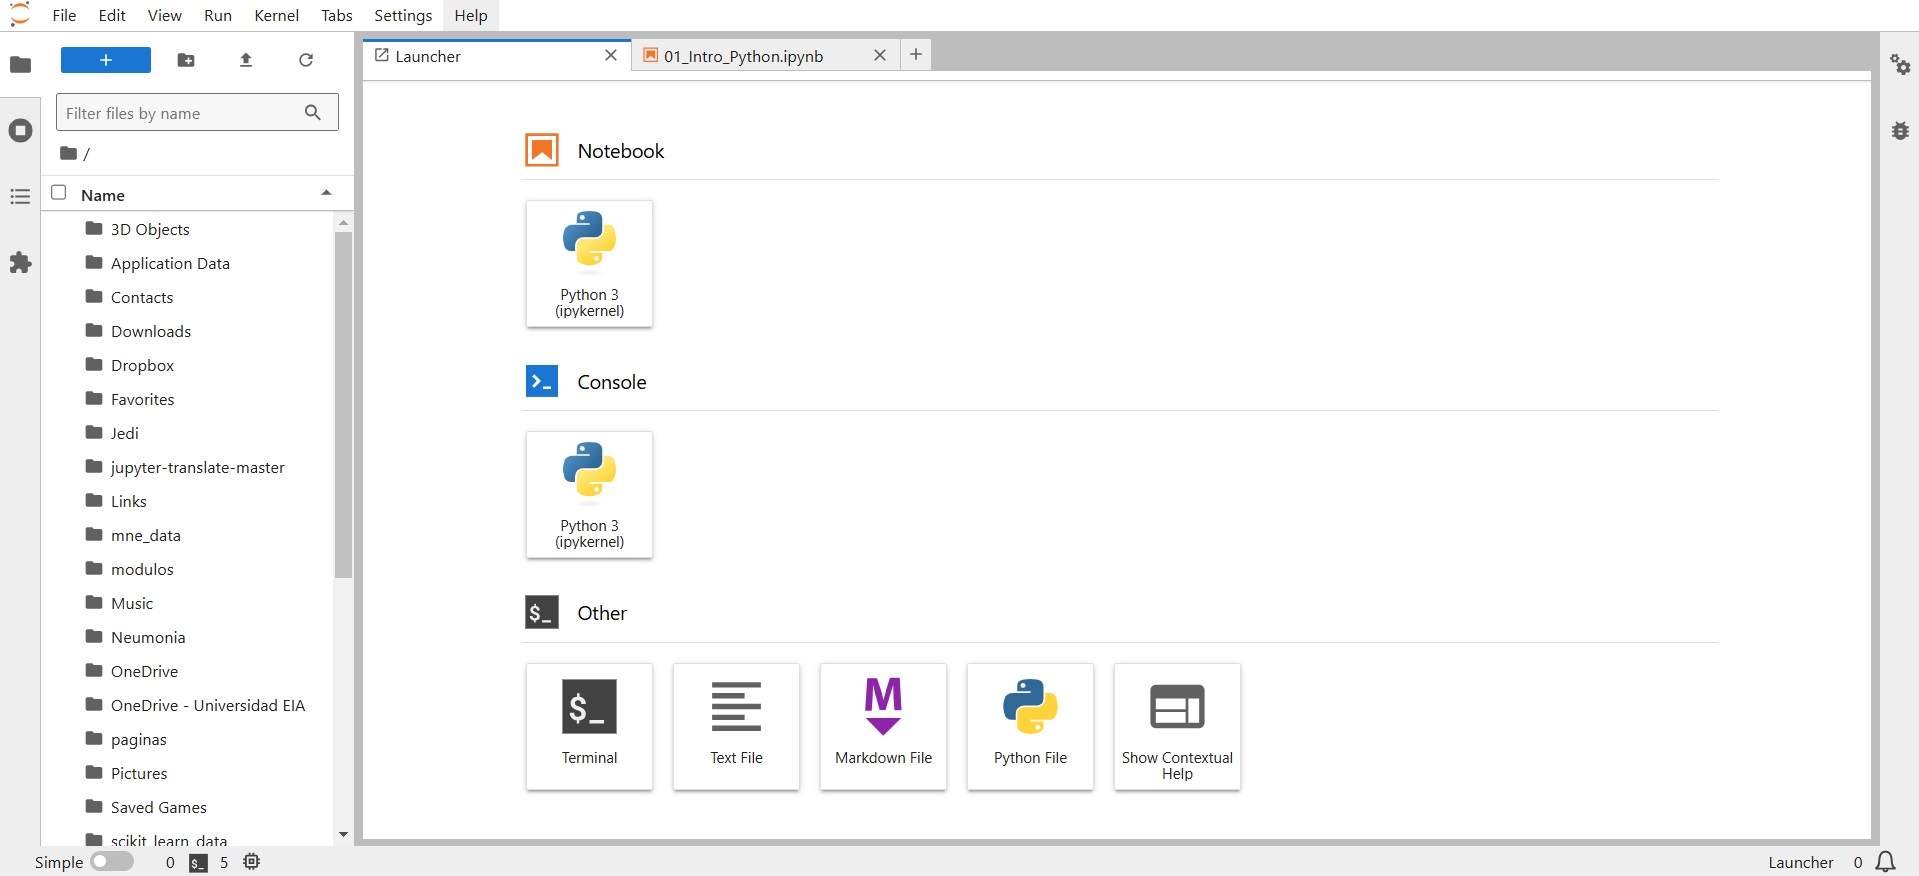 File Edit View Run Kernel Tabs Settings Help
Launcher
01_Intro_Python.ipynb
Filter files by name
/
Name
3D Objects
Application Data
Contacts
Downloads
Dropbox
Favorites
Jedi
jupyter-translate-master
Links
mne_data
modulos
Music
Neumonia
OneDrive
OneDrive - Universidad EIA
paginas
Pictures
Saved Games
scikit_learn_data
Notebook
Python 3
(ipykernel)
Console
Python 3
(ipykernel)
$_ Other
$_
Terminal
Text File
M
Markdown File
Python File
Show Contextual
Help
Simple 0 $_ 5
Launcher 0